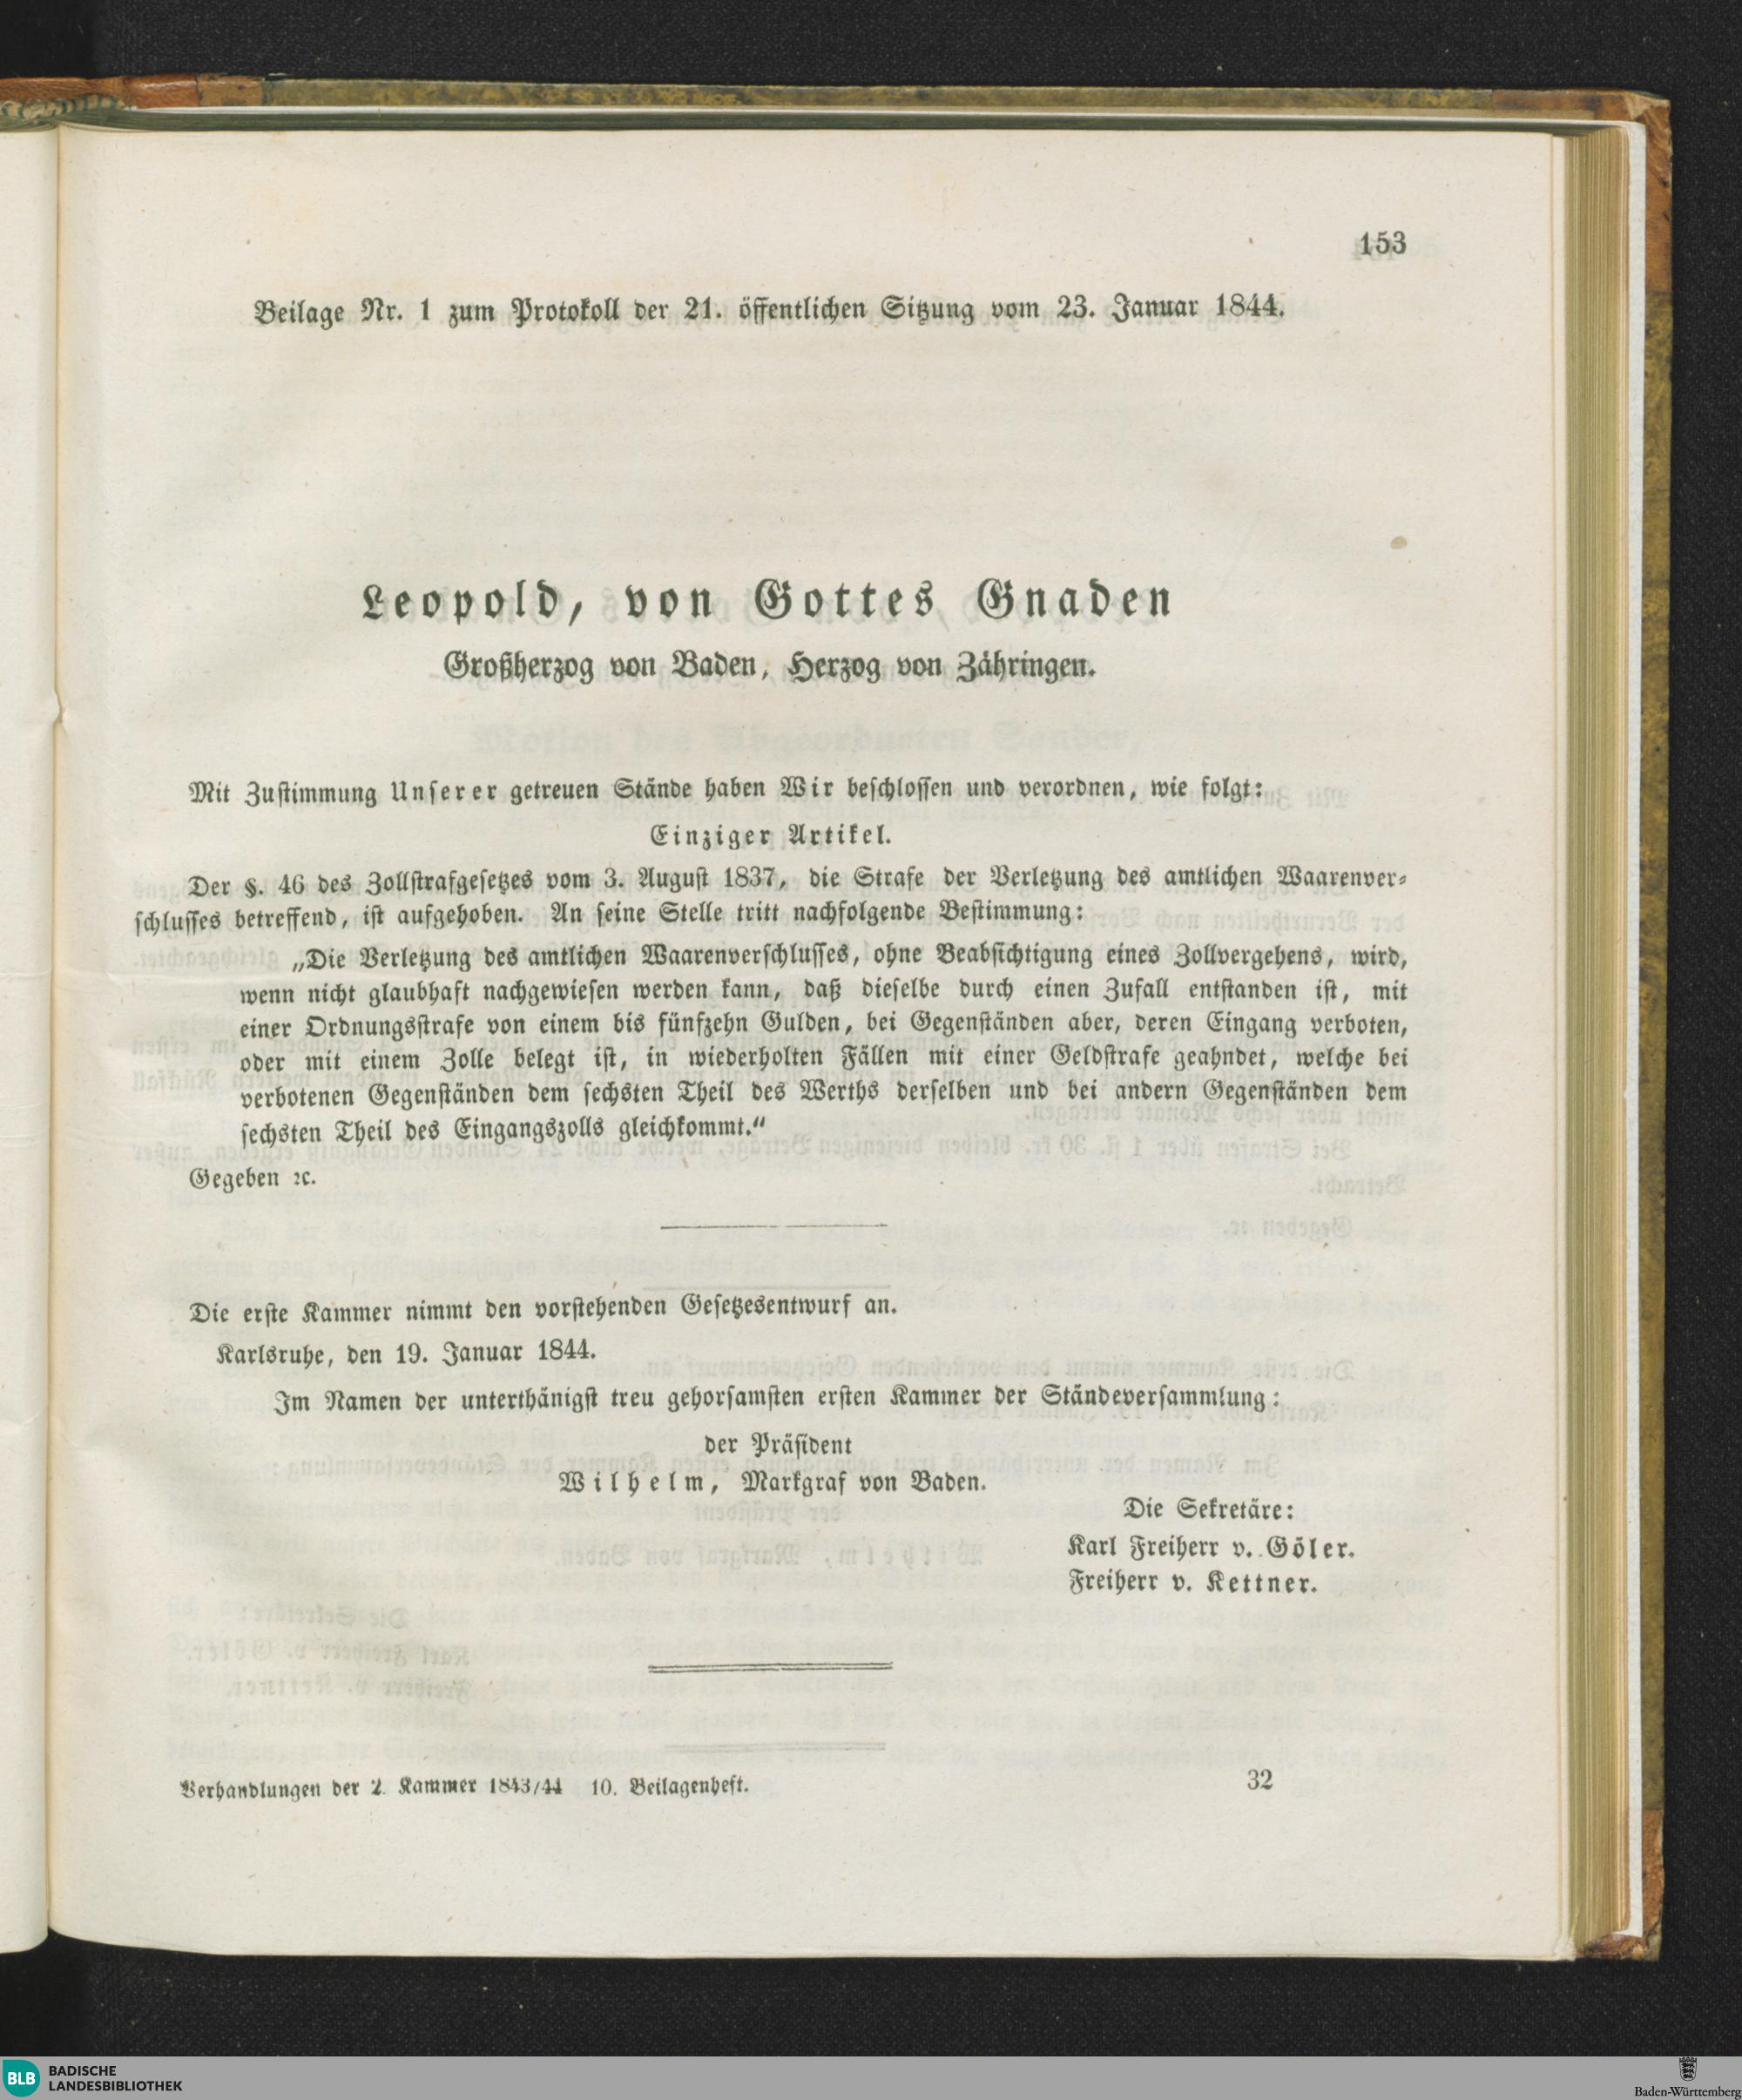 153
Beilage Nr. 1 zum Protokoll der 21. öffentlichen Sitzung vom 23. Januar 1844.
Leopold, von Gottes Gnaden
Großherzog von Baden, Herzog von Zähringen.
Mit Zustimmung Unserer getreuen Stände haben Wir beschlossen und verordnen, wie folgt:
Einziger Artikel.
Der §. 46 des Zollstrafgesetzes vom 3. August 1837, die Strafe der Verletzung des amtlichen Waarenver-
schlusses betreffend, ist aufgehoben. An seine Stelle tritt nachfolgende Bestimmung:
„Die Verletzung des amtlichen Waarenverschlusses, ohne Beabsichtigung eines Zollvergehens, wird,
wenn nicht glaubhaft nachgewiesen werden kann, daß dieselbe durch einen Zufall entstanden ist, mit
einer Ordnungsstrafe von einem bis fünfzehn Gulden, bei Gegenständen aber, deren Eingang verboten,
oder mit einem Zolle belegt ist, in wiederholten Fällen mit einer Geldstrafe geahndet, welche bei
verbotenen Gegenständen dem sechsten Theil des Werths derselben und bei andern Gegenständen dem
sechsten Theil des Eingangszolls gleichkommt.“
Gegeben ꝛc.
Die erste Kammer nimmt den vorstehenden Gesetzesentwurf an.
Karlsruhe, den 19. Januar 1844.
Im Namen der unterthänigst treu gehorsamsten ersten Kammer der Ständeversammlung:
der Präsident
Wilhelm, Markgraf von Baden.
Die Sekretäre:
Karl Freiherr v. Göler.
Freiherr v. Kettner.
Verhandlungen der 2. Kammer 1843/44 10. Beilagenheft.
32
BLB BADISCHE
LANDESBIBLIOTHEK
Baden-Württemberg